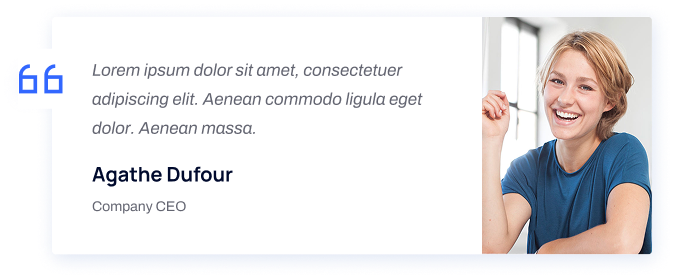 Lorem ipsum dolor sit amet, consectetuer
adipiscing elit. Aenean commodo ligula eget
dolor. Aenean massa.
Agathe Dufour
Company CEO